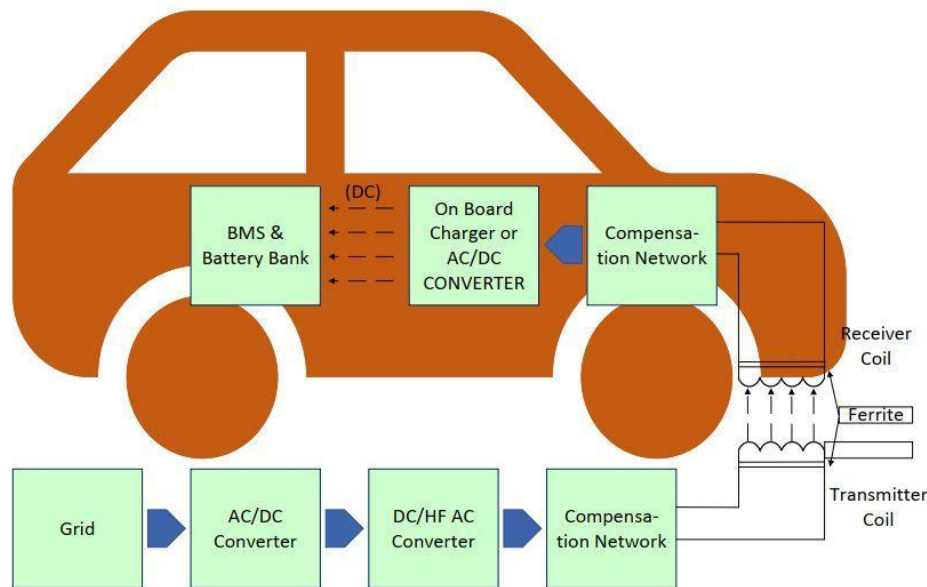 (DC)
BMS &
Battery Bank
On Board
Charger or
AC/DC
CONVERTER
Compensa-
tion Network
Receiver
Coil
Ferrite
Transmitter
Coil
Grid
AC/DC
Converter
DC/HF AC
Converter
Compensa-
tion Network